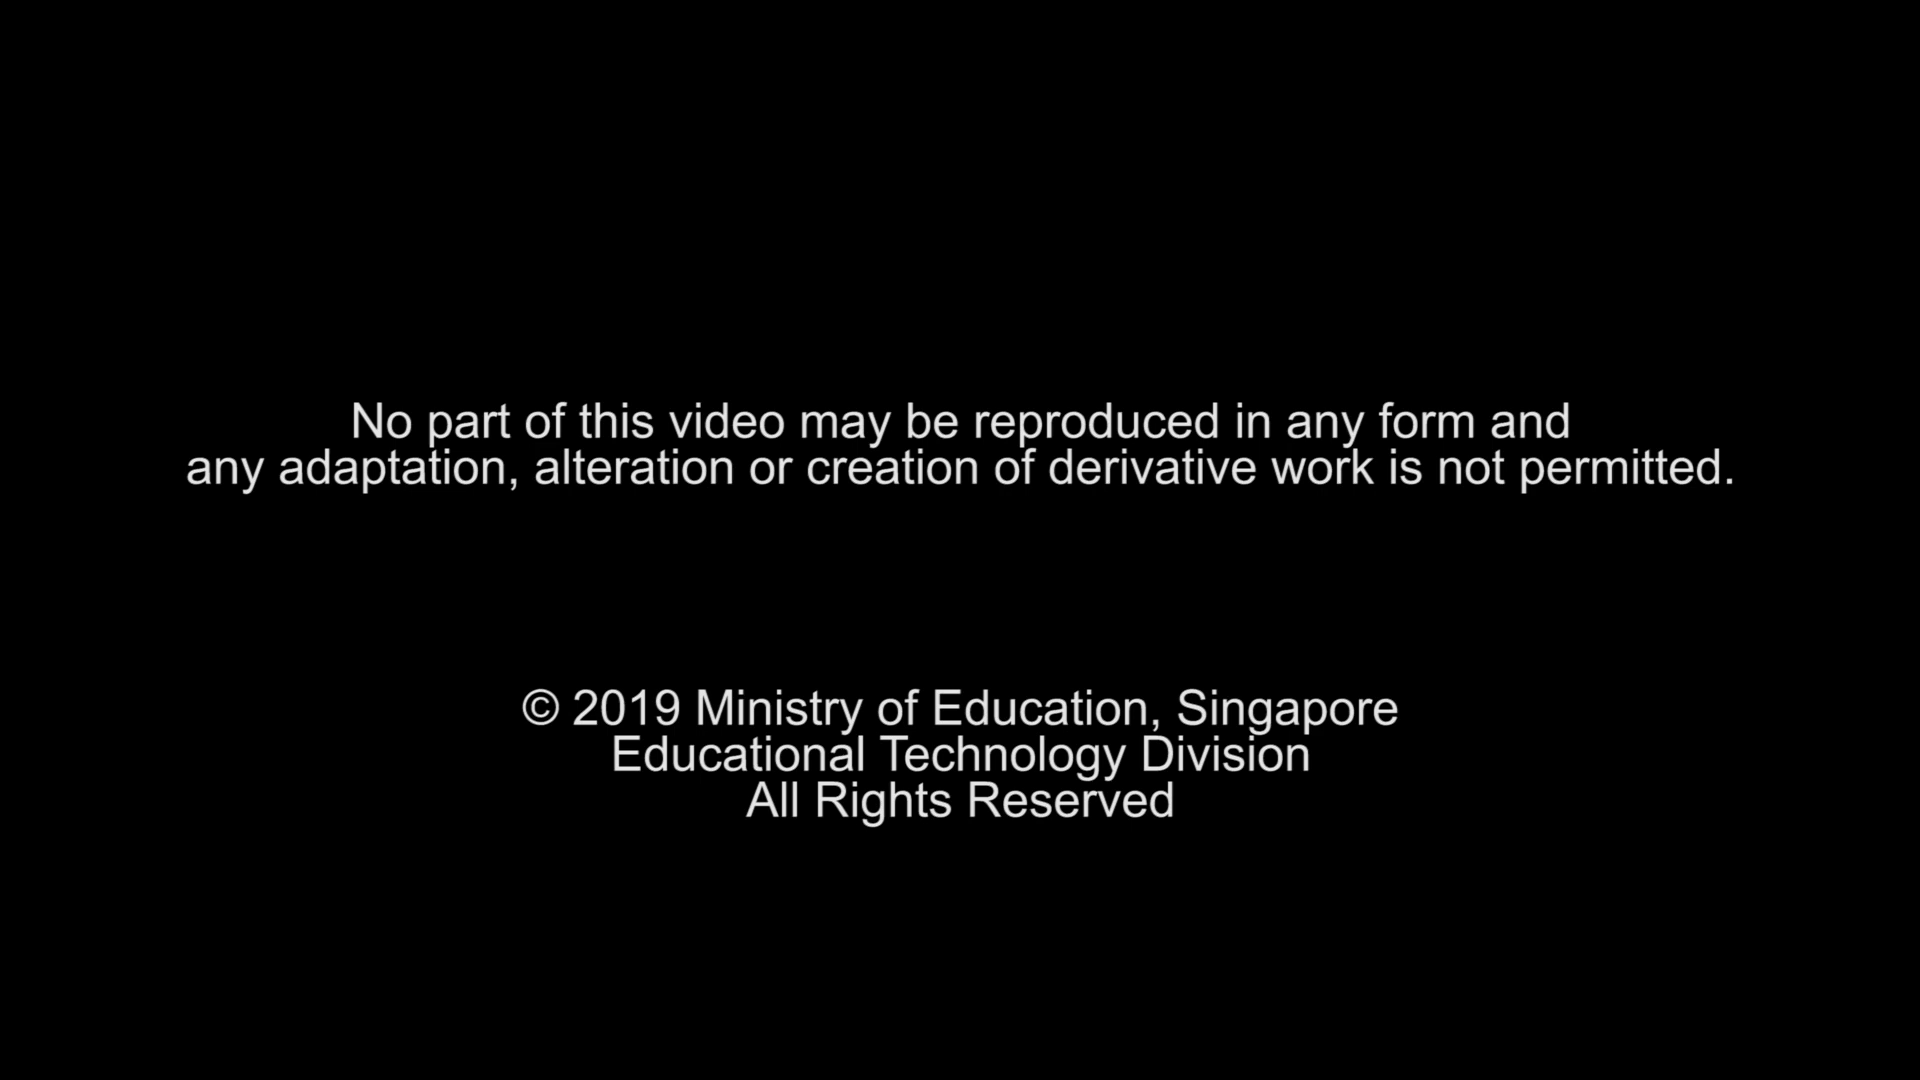 No part of this video may be reproduced in any form and
any adaptation, alteration or creation of derivative work is not permitted.
© 2019 Ministry of Education, Singapore
Educational Technology Division
All Rights Reserved